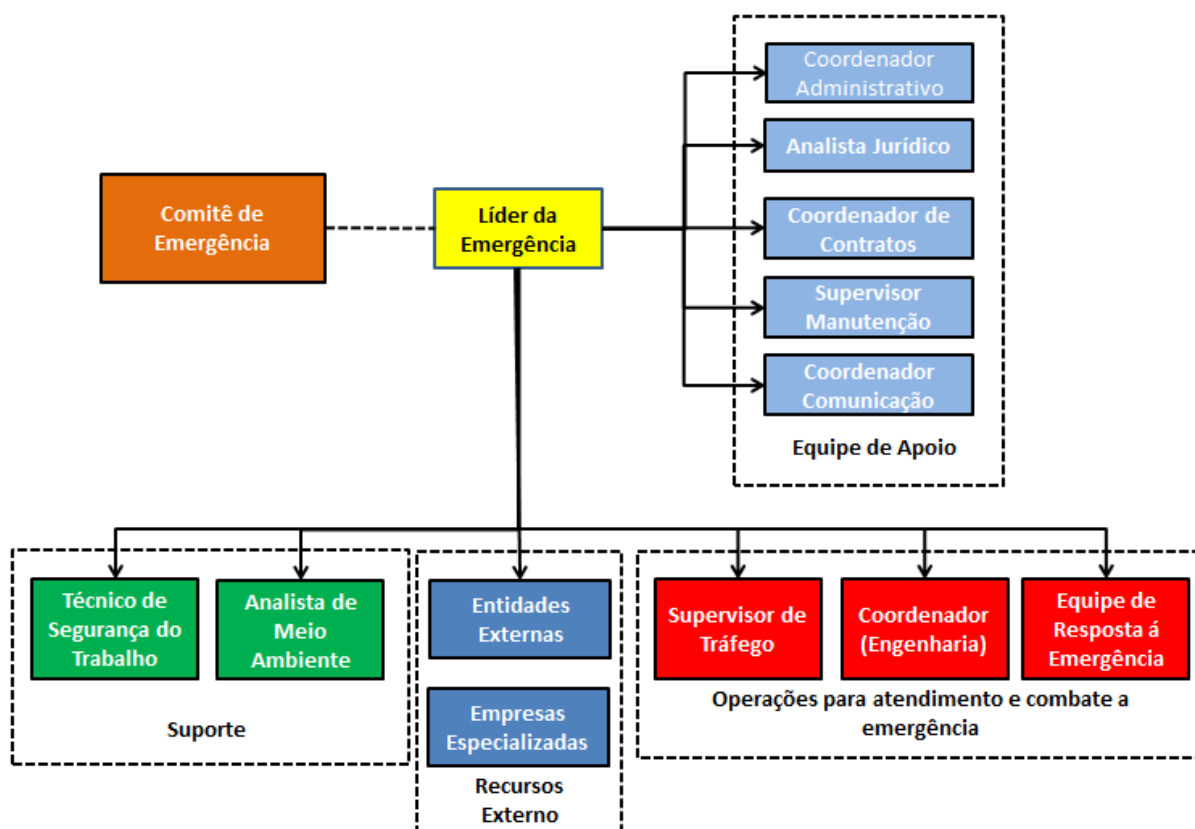 Coordenador
Administrativo
Analista Jurídico
Comitê de
Emergência
Líder da
Emergência
Coordenador de
Contratos
Supervisor
Manutenção
Coordenador
Comunicação
Equipe de Apoio
Técnico de
Segurança do
Trabalho
Analista de
Meio
Ambiente
Suporte
Entidades
Externas
Empresas
Especializadas
Recursos
Externo
Supervisor de
Tráfego
Coordenador
(Engenharia)
Equipe de
Resposta á
Emergência
Operações para atendimento e combate a
emergência